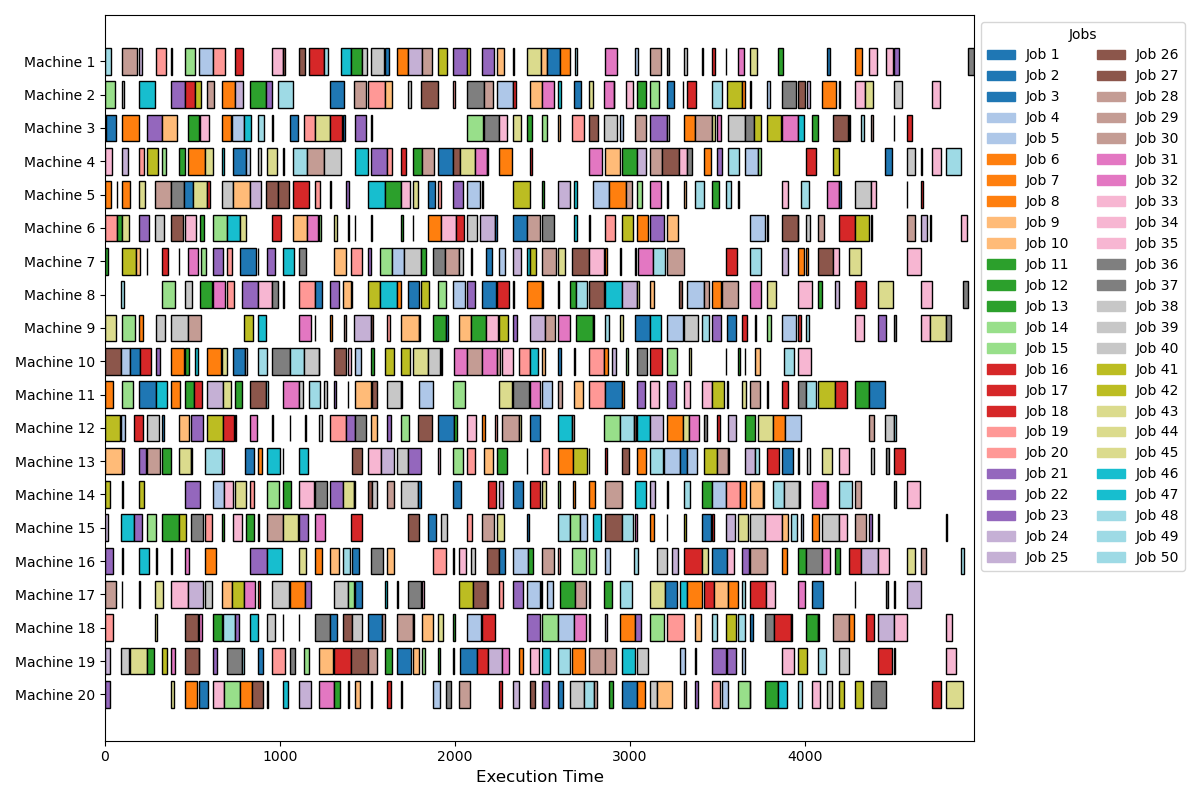 Machine 1
Machine 2
Machine 3
Machine 4
Machine 5
Machine 6
Machine 7
Machine 8
Machine 9
Machine 10
Machine 11
Machine 12
Machine 13
Machine 14
Machine 15
Machine 16
Machine 17
Machine 18
Machine 19
Machine 20
0 1000 2000 3000 4000
Execution Time
Jobs
Job 1
Job 2
Job 3
Job 4
Job 5
Job 6
Job 7
Job 8
Job 9
Job 10
Job 11
Job 12
Job 13
Job 14
Job 15
Job 16
Job 17
Job 18
Job 19
Job 20
Job 21
Job 22
Job 23
Job 24
Job 25
Job 26
Job 27
Job 28
Job 29
Job 30
Job 31
Job 32
Job 33
Job 34
Job 35
Job 36
Job 37
Job 38
Job 39
Job 40
Job 41
Job 42
Job 43
Job 44
Job 45
Job 46
Job 47
Job 48
Job 49
Job 50